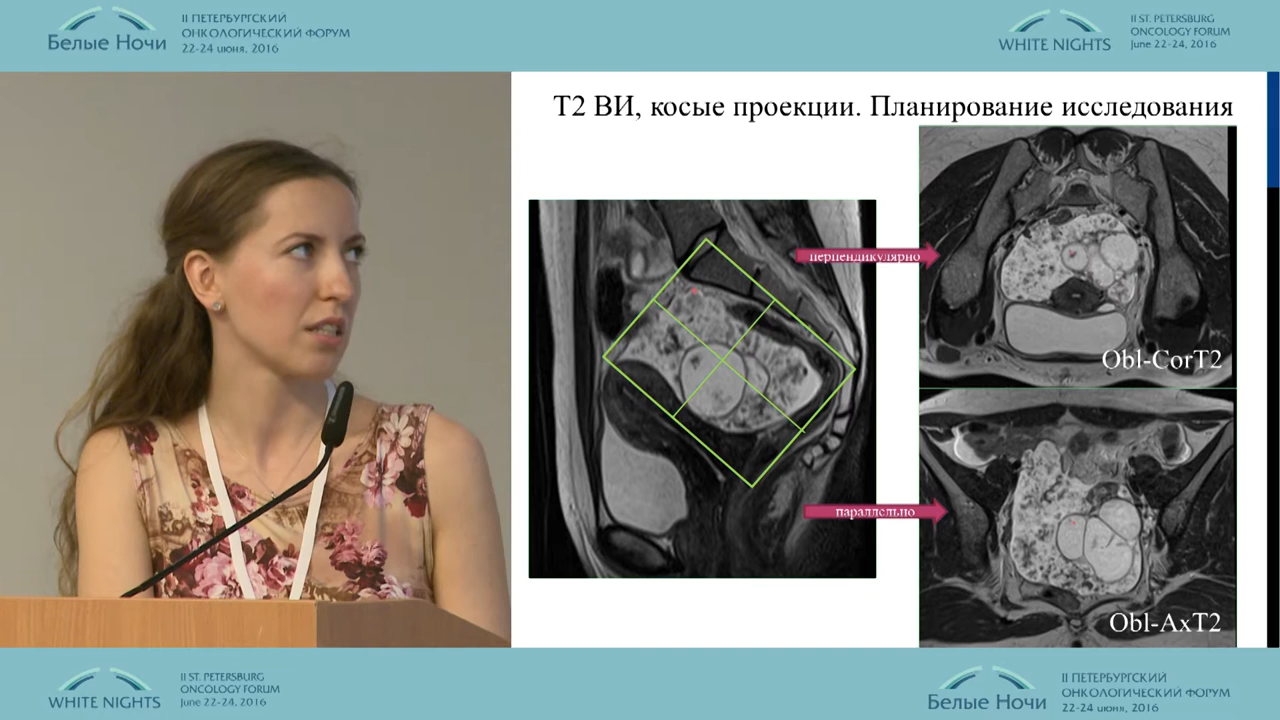 Белые Ночи
II ПЕТЕРБУРГСКИЙ
ОНКОЛОГИЧЕСКИЙ ФОРУМ
22-24 июня, 2016
WHITE NIGHTS
II ST. PETERSBURG
ONCOLOGY FORUM
June 22-24, 2016
Т2 ВИ, косые проекции. Планирование исследования
перпендикулярно
Obl-CorT2
параллельно
Obl-AxT2
WHITE NIGHTS
II ST. PETERSBURG
ONCOLOGY FORUM
June 22-24, 2016
Белые Ночи
II ПЕТЕРБУРГСКИЙ
ОНКОЛОГИЧЕСКИЙ ФОРУМ
22-24 июня, 2016